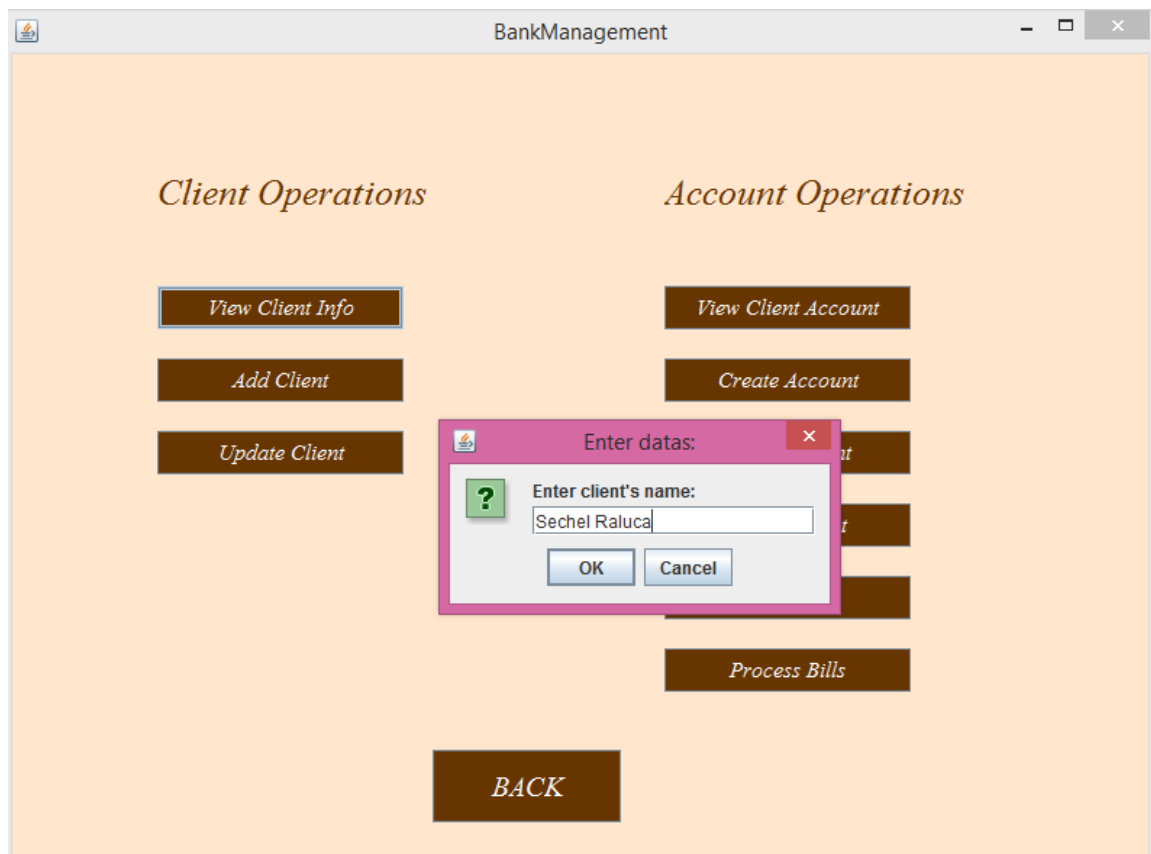 BankManagement
Client Operations
Account Operations
View Client Info
View Client Account
Add Client
Create Account
Update Client
Enter datas:
Enter client's name:
Sechel Raluca
OK
Cancel
Process Bills
BACK